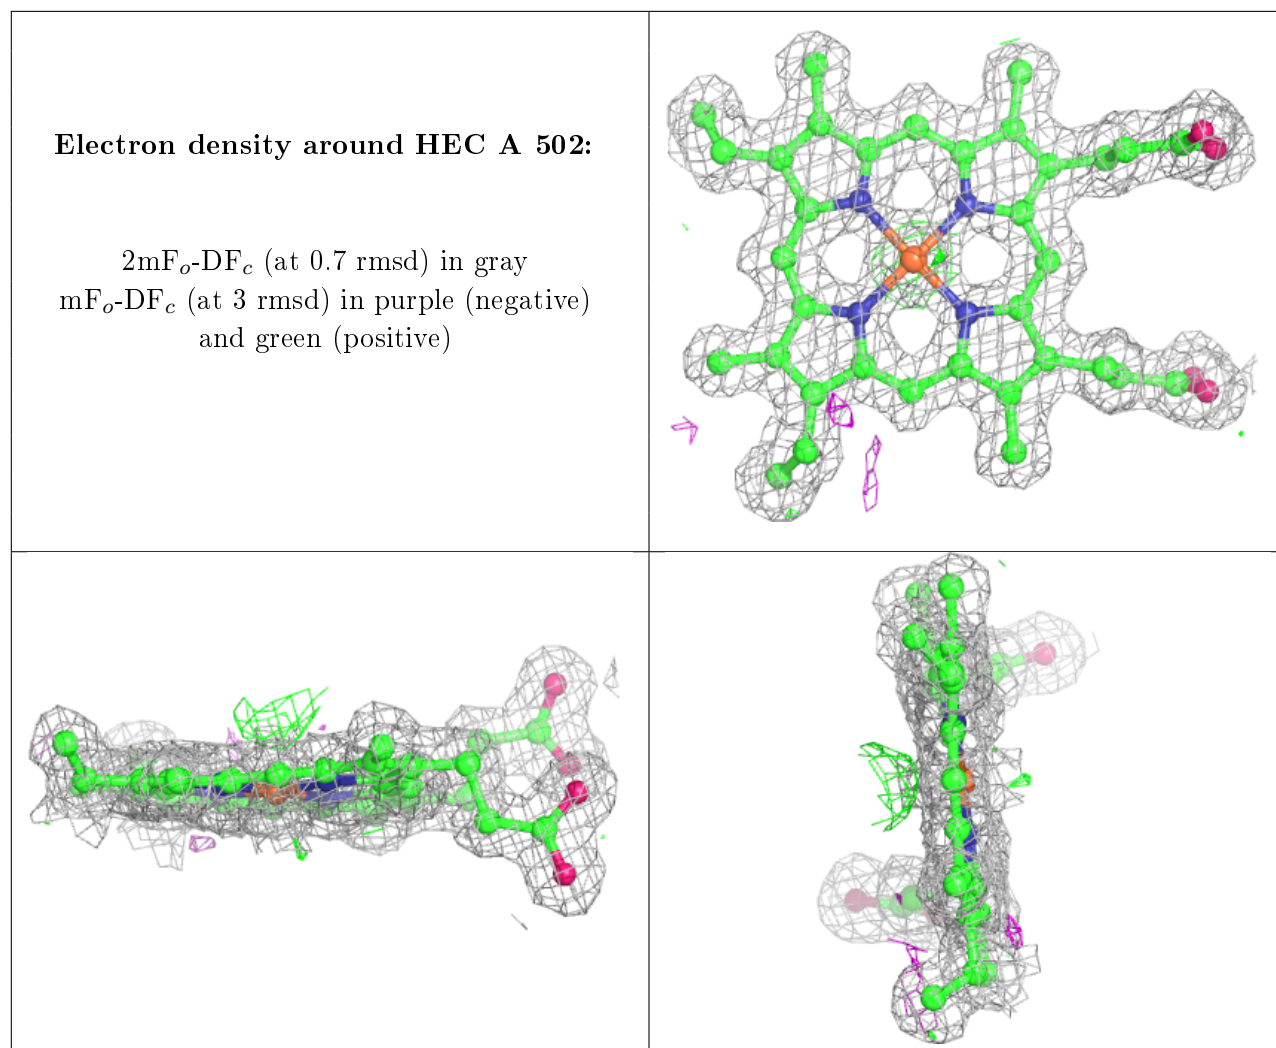 Electron density around HEC A 502:
2mFo-DFc (at 0.7 rmsd) in gray
mFo-DFc (at 3 rmsd) in purple (negative)
and green (positive)